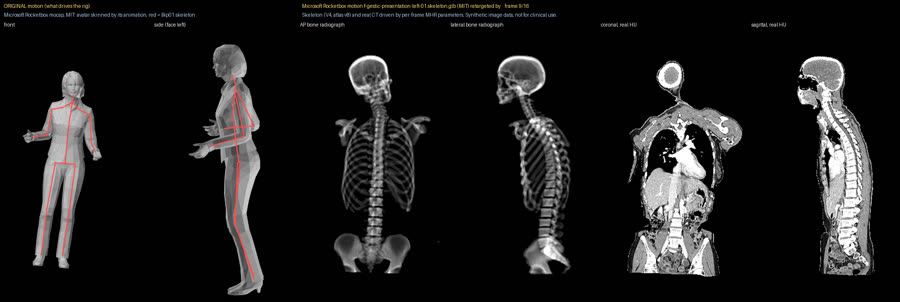 ORIGINAL motion (what drives the rig)
Microsoft Rocketbox mocap, MIT avatar skinned by its animation, red = Bip01 skeleton
front
side (face left)
Microsoft Rocketbox motion f-gestic-presentation-left-01.skeleton.glb (MIT) retargeted by frame 9/16
Skeleton (V4, atlas v8) and real CT driven by per-frame MHR parameters. Synthetic image data, not for clinical use.
AP bone radiograph
lateral bone radiograph
coronal, real HU
sagittal, real HU